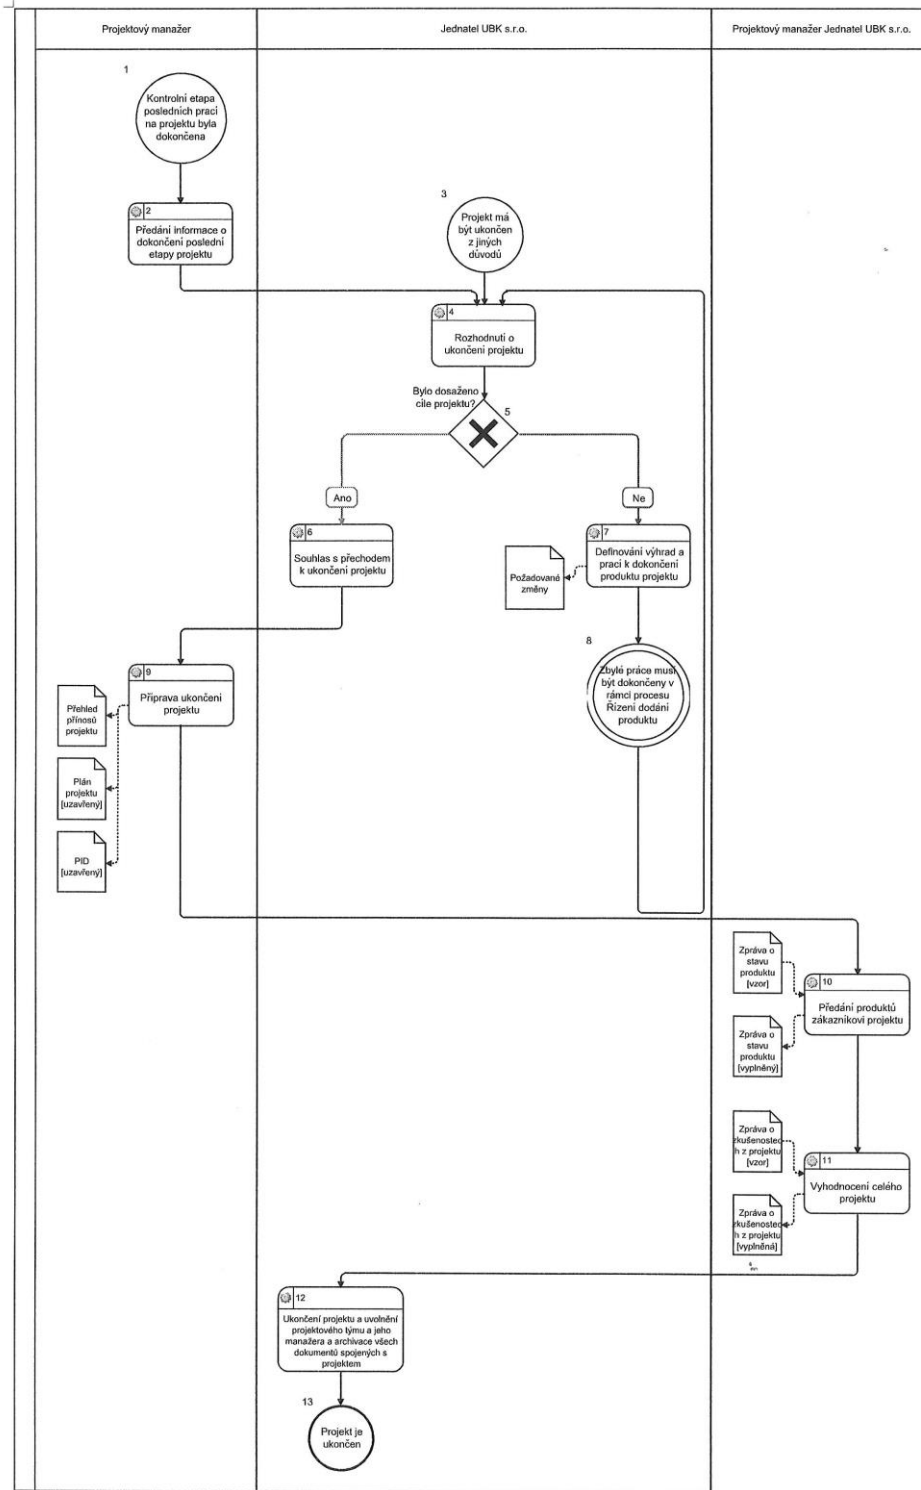 Projektový manažer
Jednatel UBK s.r.o.
Projektový manažer Jednatel UBK s.r.o.
1
Kontrolní etapa
posledních prací
na projektu byla
dokončena
2
Předání informace o
dokončení poslední
etapy projektu
3
Projekt má
být ukončen
z jiných
důvodů
4
Rozhodnutí o
ukončení projektu
Bylo dosaženo
cíle projektu?
5
Ano
Ne
6
Souhlas s přechodem
k ukončení projektu
7
Definování výhrad a
prací k dokončení
produktu projektu
Požadované
změny
8
Zbylé práce musí
být dokončeny v
rámci procesu
Řízení dodání
produktu
9
Příprava ukončení
projektu
Přehled
přínosů
projektu
Plán
projektu
[uzavřený]
PID
[uzavřený]
Zpráva o
stavu
produktu
[vzor]
10
Předání produktů
zákazníkovi projektu
Zpráva o
stavu
produktu
[vyplněný]
Zpráva o
zkušenostec
h z projektu
[vzor]
11
Vyhodnocení celého
projektu
Zpráva o
zkušenostec
h z projektu
[vyplněná]
12
Ukončení projektu a uvolnění
projektového týmu a jeho
manažera a archivace všech
dokumentů spojených s
projektem
13
Projekt je
ukončen